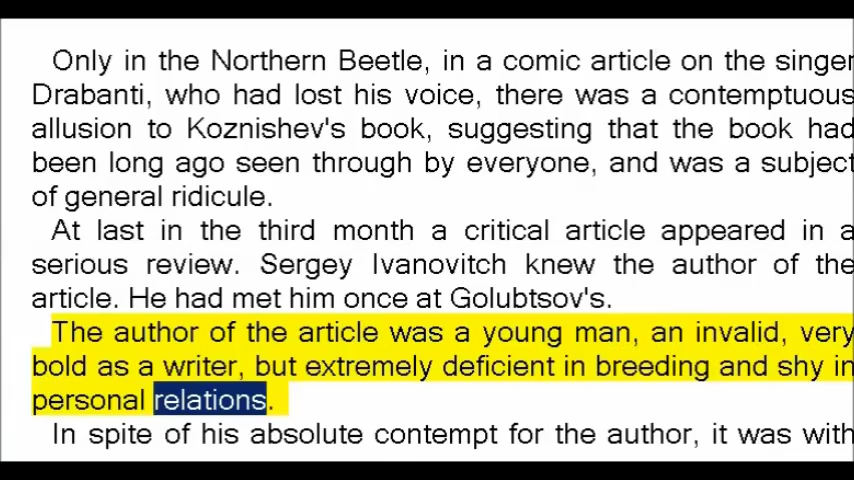 Only in the Northern Beetle, in a comic article on the singer
Drabanti, who had lost his voice, there was a contemptuous
allusion to Koznishev's book, suggesting that the book had
been long ago seen through by everyone, and was a subject
of general ridicule.
At last in the third month a critical article appeared in a
serious review. Sergey Ivanovitch knew the author of the
article. He had met him once at Golubtsov's.
The author of the article was a young man, an invalid, very
bold as a writer, but extremely deficient in breeding and shy in
personal relations.
In spite of his absolute contempt for the author, it was with